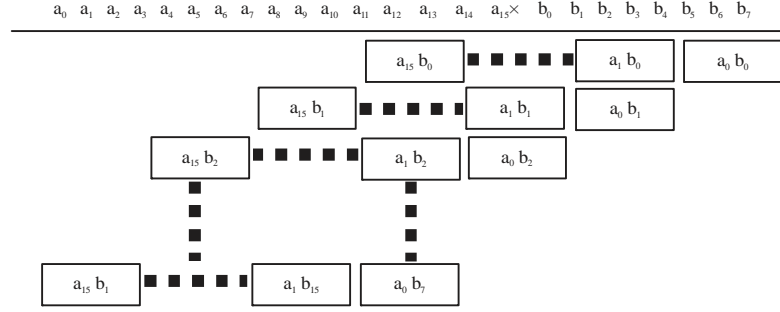 a₀ a₁ a₂ a₃ a₄ a₅ a₆ a₇ a₈ a₉ a₁₀ a₁₁ a₁₂ a₁₃ a₁₄ a₁₅× b₀ b₁ b₂ b₃ b₄ b₅ b₆ b₇
a₁₅ b₀ a₁ b₀ a₀ b₀
a₁₅ b₁ a₁ b₁ a₀ b₁
a₁₅ b₂ a₁ b₂ a₀ b₂
a₁₅ b₁ a₁ b₁₅ a₀ b₇